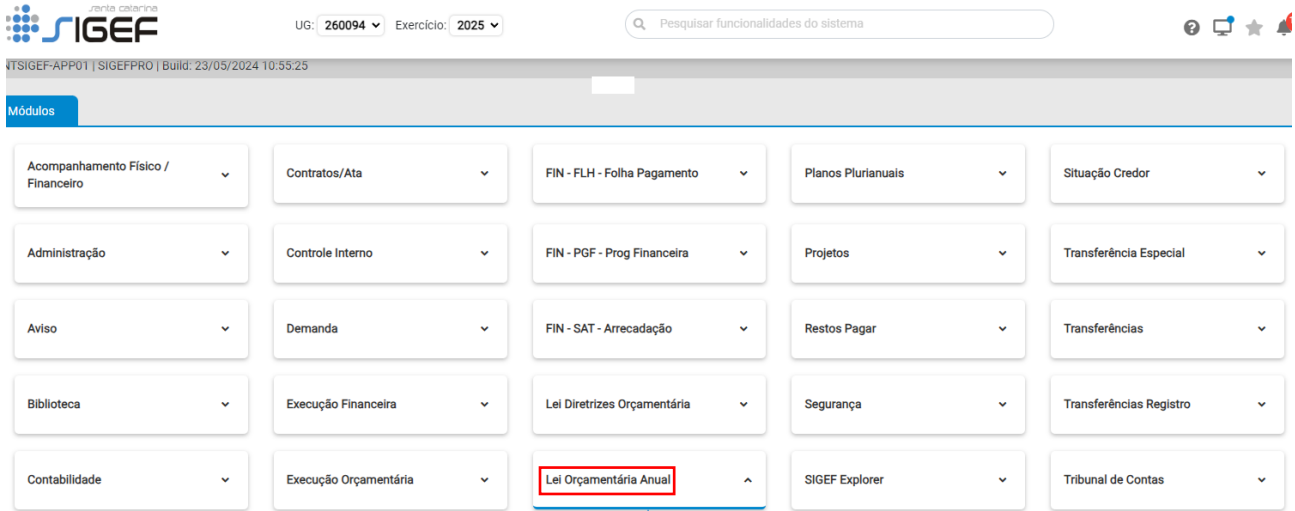 santa catarina
SIGEF
UG: 260094 Exercício: 2025
Pesquisar funcionalidades do sistema
NTSIGEF-APP01 | SIGEFPRO | Build: 23/05/2024 10:55:25
Módulos
Acompanhamento Físico /
Financeiro
Contratos/Ata
FIN - FLH - Folha Pagamento
Planos Plurianuais
Situação Credor
Administração
Controle Interno
FIN - PGF - Prog Financeira
Projetos
Transferência Especial
Aviso
Demanda
FIN - SAT - Arrecadação
Restos Pagar
Transferências
Biblioteca
Execução Financeira
Lei Diretrizes Orçamentária
Segurança
Transferências Registro
Contabilidade
Execução Orçamentária
Lei Orçamentária Anual
SIGEF Explorer
Tribunal de Contas